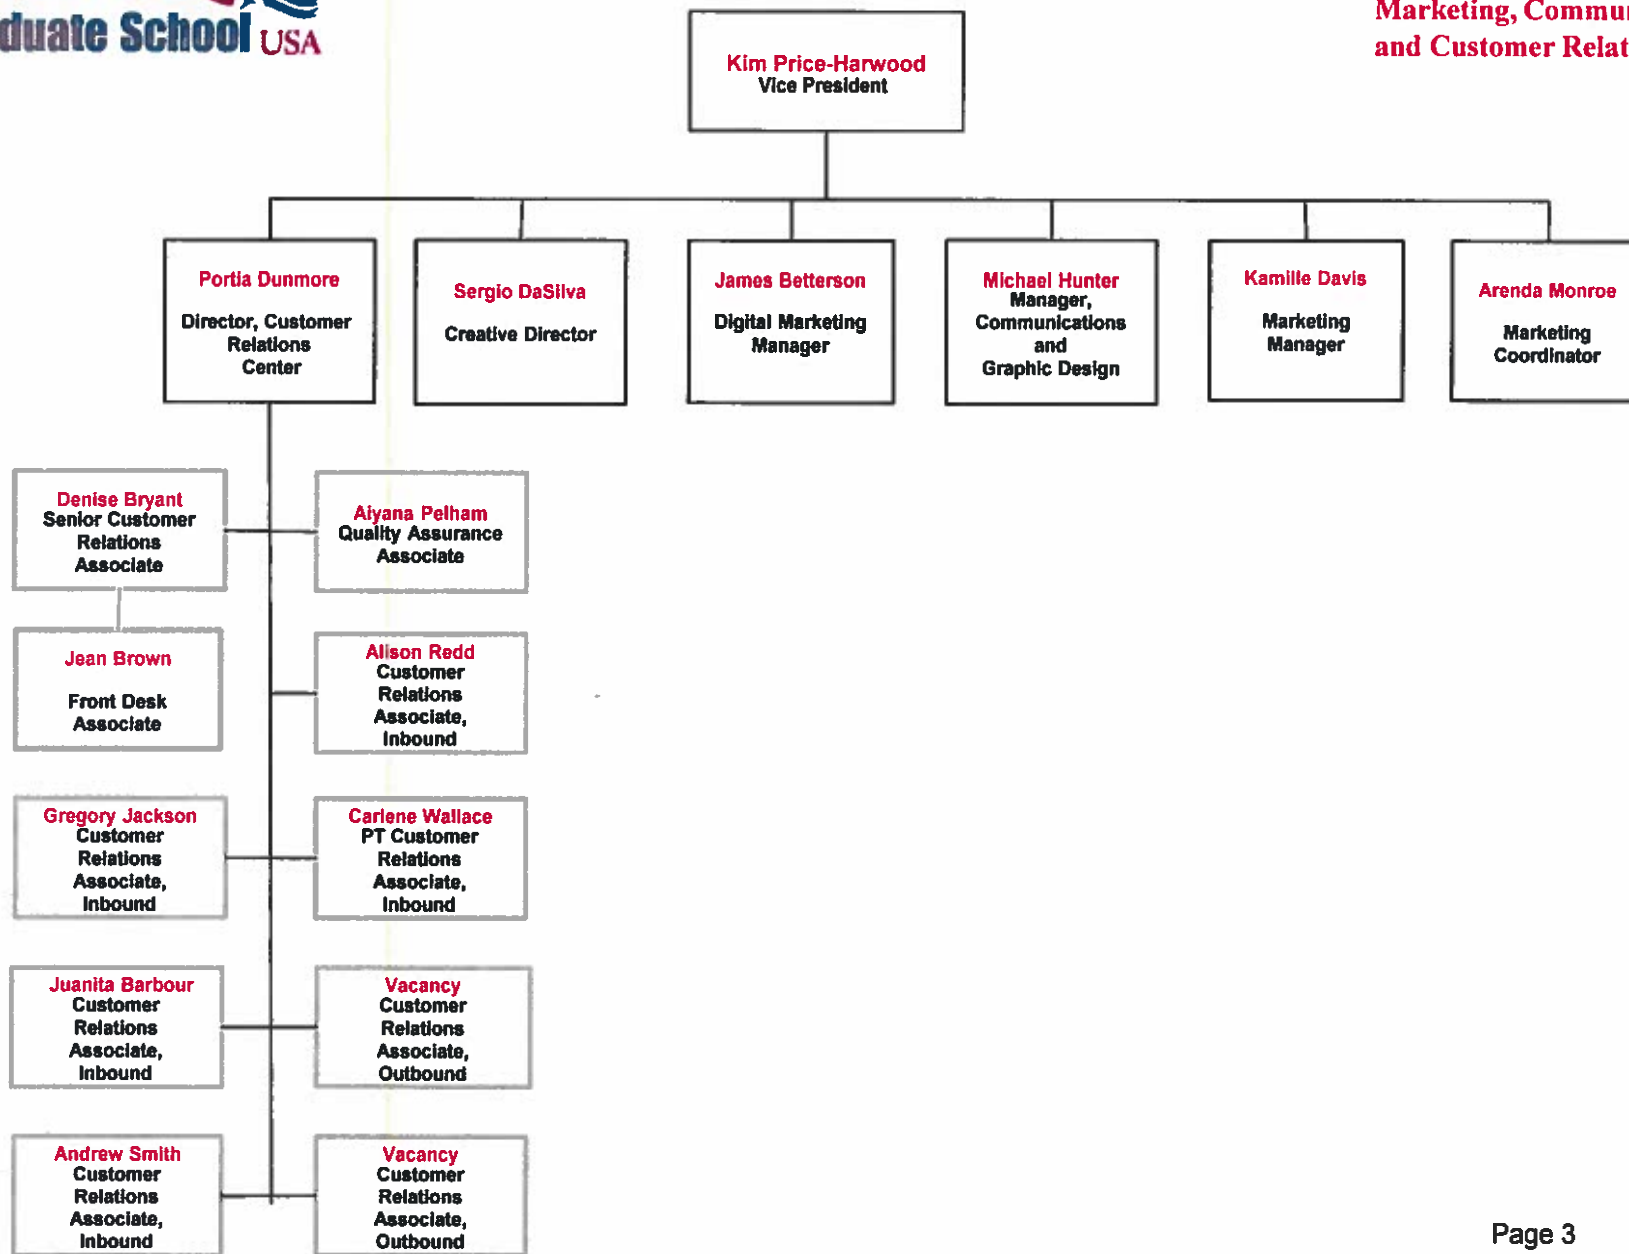 duate School USA
Marketing, Commu
and Customer Relat
Kim Price-Harwood
Vice President
Portia Dunmore
Director, Customer
Relations
Center
Sergio DaSilva
Creative Director
James Betterson
Digital Marketing
Manager
Michael Hunter
Manager,
Communications
and
Graphic Design
Kamille Davis
Marketing
Manager
Arenda Monroe
Marketing
Coordinator
Denise Bryant
Senior Customer
Relations
Associate
Aiyana Pelham
Quality Assurance
Associate
Jean Brown
Front Desk
Associate
Alison Redd
Customer
Relations
Associate,
Inbound
Gregory Jackson
Customer
Relations
Associate,
Inbound
Carlene Wallace
PT Customer
Relations
Associate,
Inbound
Juanita Barbour
Customer
Relations
Associate,
Inbound
Vacancy
Customer
Relations
Associate,
Outbound
Andrew Smith
Customer
Relations
Associate,
Inbound
Vacancy
Customer
Relations
Associate,
Outbound
Page 3